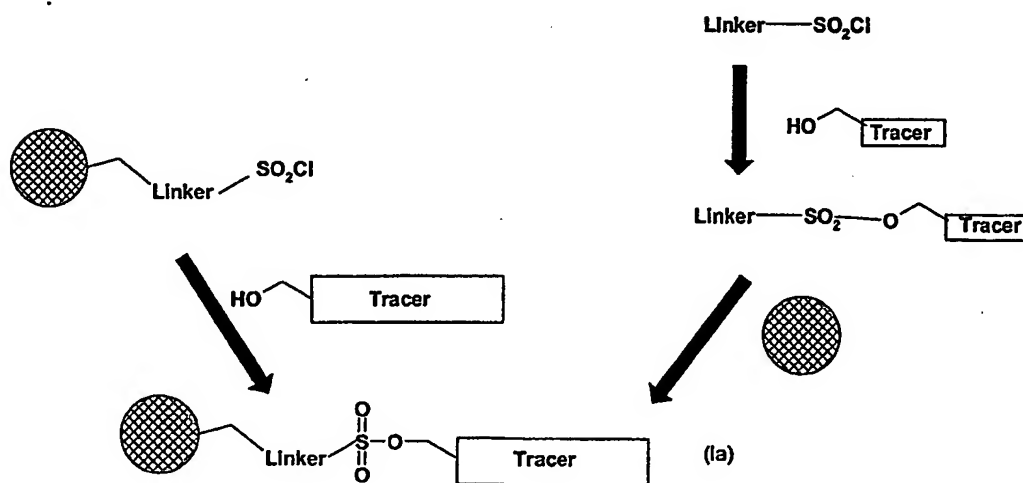 Linker SO2Cl
HO Tracer
SO2Cl
Linker
Linker SO2 O Tracer
HO Tracer
O
Linker S O Tracer (Ia)
O